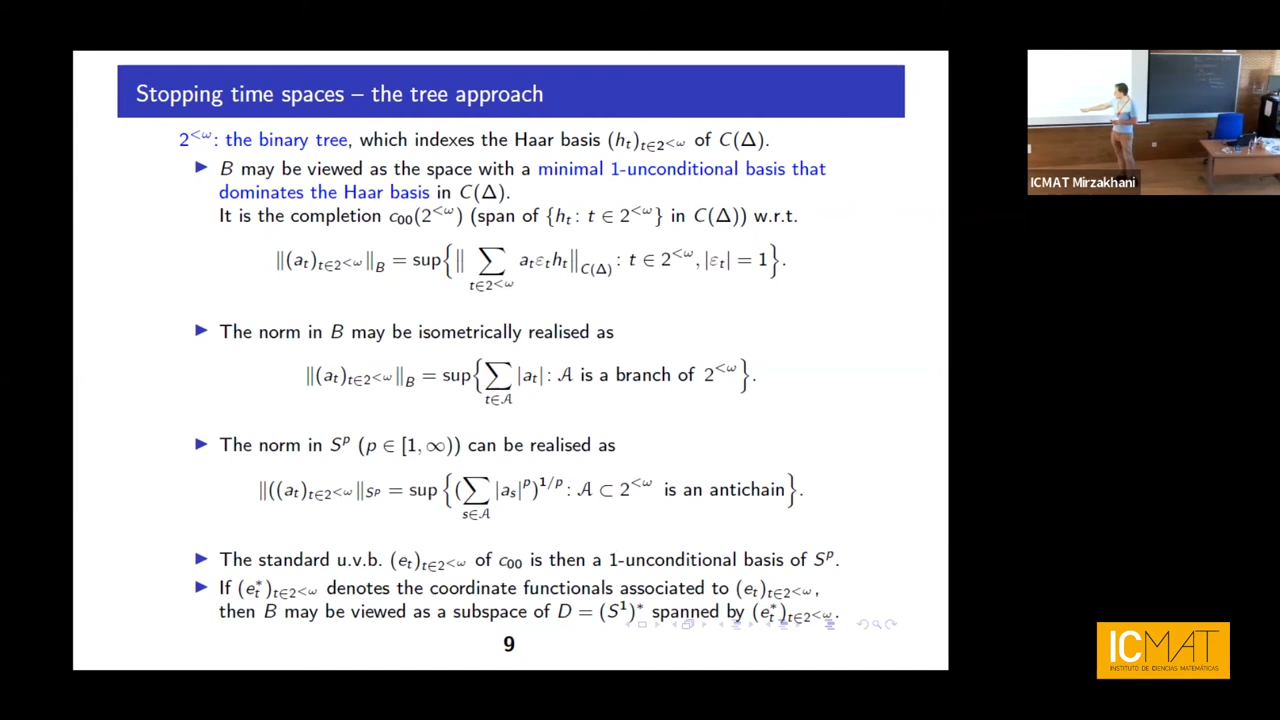 Stopping time spaces – the tree approach
2^{<ω}: the binary tree, which indexes the Haar basis (h_t)_{t∈2^{<ω}} of C(Δ).
▶ B may be viewed as the space with a minimal 1-unconditional basis that
dominates the Haar basis in C(Δ).
It is the completion c_{00}(2^{<ω}) (span of {h_t : t ∈ 2^{<ω}} in C(Δ)) w.r.t.
‖(a_t)_{t∈2^{<ω}}‖_B = sup{‖ ∑_{t∈2^{<ω}} a_t ε_t h_t ‖_{C(Δ)} : t ∈ 2^{<ω}, |ε_t| = 1}.
▶ The norm in B may be isometrically realised as
‖(a_t)_{t∈2^{<ω}}‖_B = sup{∑_{t∈𝒜} |a_t| : 𝒜 is a branch of 2^{<ω}}.
▶ The norm in S^p (p ∈ [1, ∞)) can be realised as
‖((a_t)_{t∈2^{<ω}}‖_{S^p} = sup {(∑_{s∈𝒜} |a_s|^p)^{1/p} : 𝒜 ⊂ 2^{<ω} is an antichain}.
▶ The standard u.v.b. (e_t)_{t∈2^{<ω}} of c_{00} is then a 1-unconditional basis of S^p.
▶ If (e_t^*)_{t∈2^{<ω}} denotes the coordinate functionals associated to (e_t)_{t∈2^{<ω}},
then B may be viewed as a subspace of D = (S^1)^* spanned by (e_t^*)_{t∈2^{<ω}}.
9
ICMAT Mirzakhani
ICMAT
INSTITUTO DE CIENCIAS MATEMÁTICAS